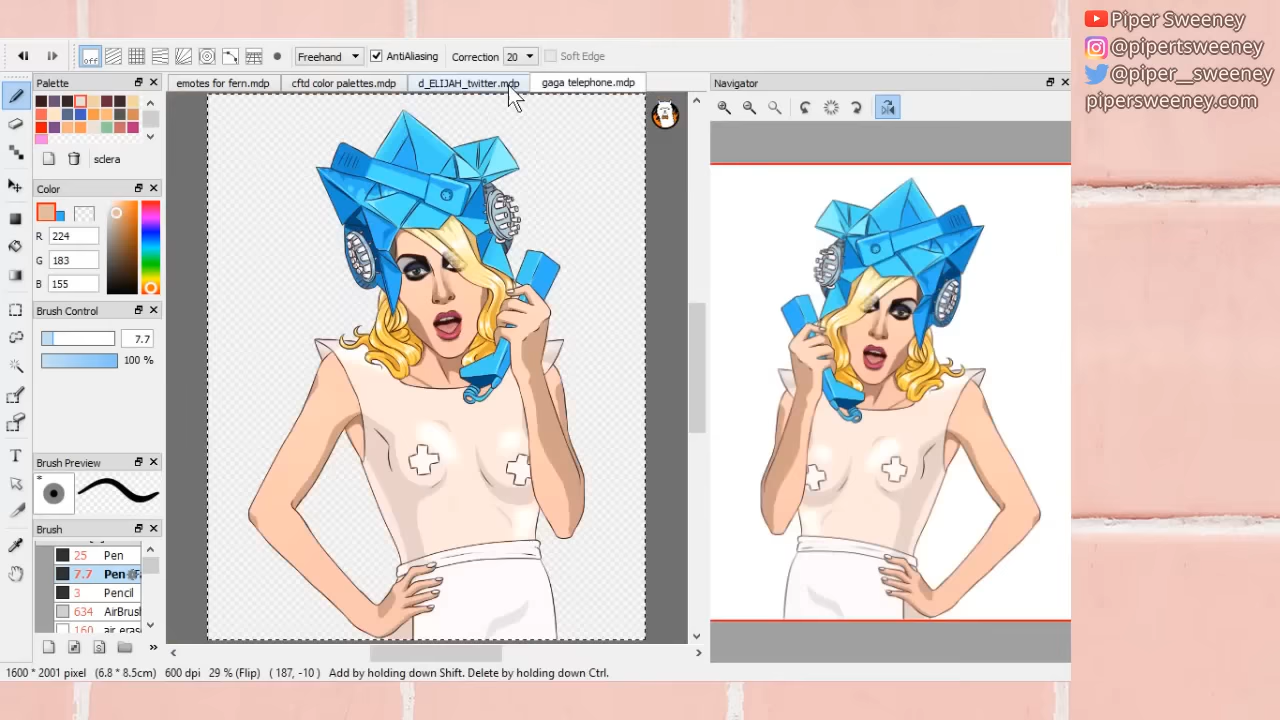 Piper Sweeney
@pipertsweeney
@piper__sweeney
pipersweeney.com
off
Freehand
AntiAliasing
Correction
20
Soft Edge
Palette
emotes for fern.mdp
cftd color palettes.mdp
d_ELIJAH_twitter.mdp
gaga telephone.mdp
Navigator
sclera
Color
R 224
G 183
B 155
Brush Control
7.7
100 %
Brush Preview
*
Brush
25 Pen
7.7 Pen
3 Pencil
634 AirBrush
160 air eras
1600 * 2001 pixel (6.8 * 8.5cm) 600 dpi 29 % (Flip) ( 187, -10 ) Add by holding down Shift. Delete by holding down Ctrl.